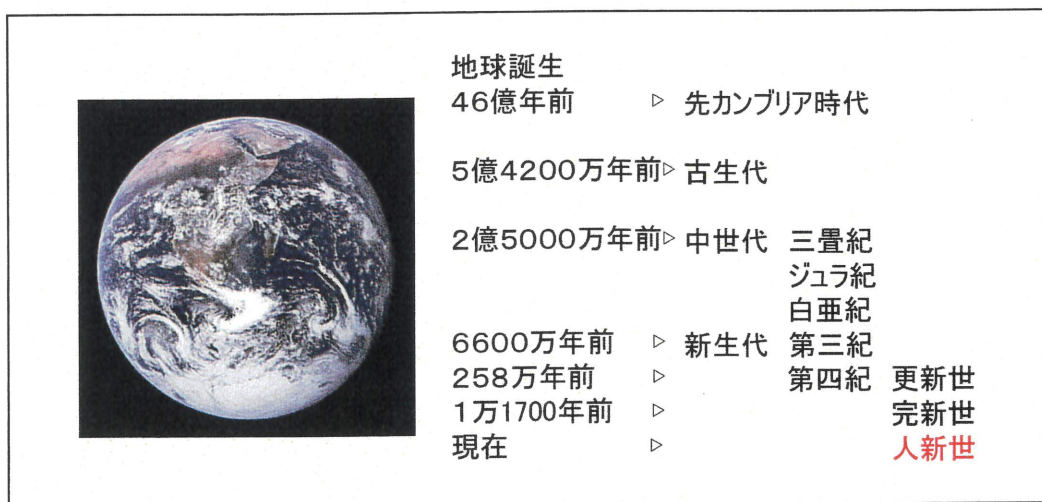 地球誕生
46億年前 ▷ 先カンブリア時代
5億4200万年前▷ 古生代
2億5000万年前▷ 中世代 三畳紀
ジュラ紀
白亜紀
6600万年前 ▷ 新生代 第三紀
258万年前 ▷ 第四紀 更新世
1万1700年前 ▷ 完新世
現在 ▷ 人新世